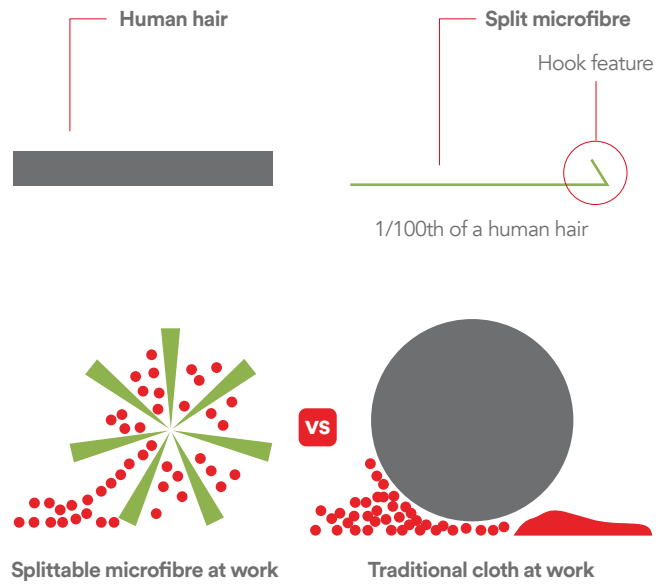 Human hair
Split microfibre
Hook feature
1/100th of a human hair
VS
Splittable microfibre at work
Traditional cloth at work